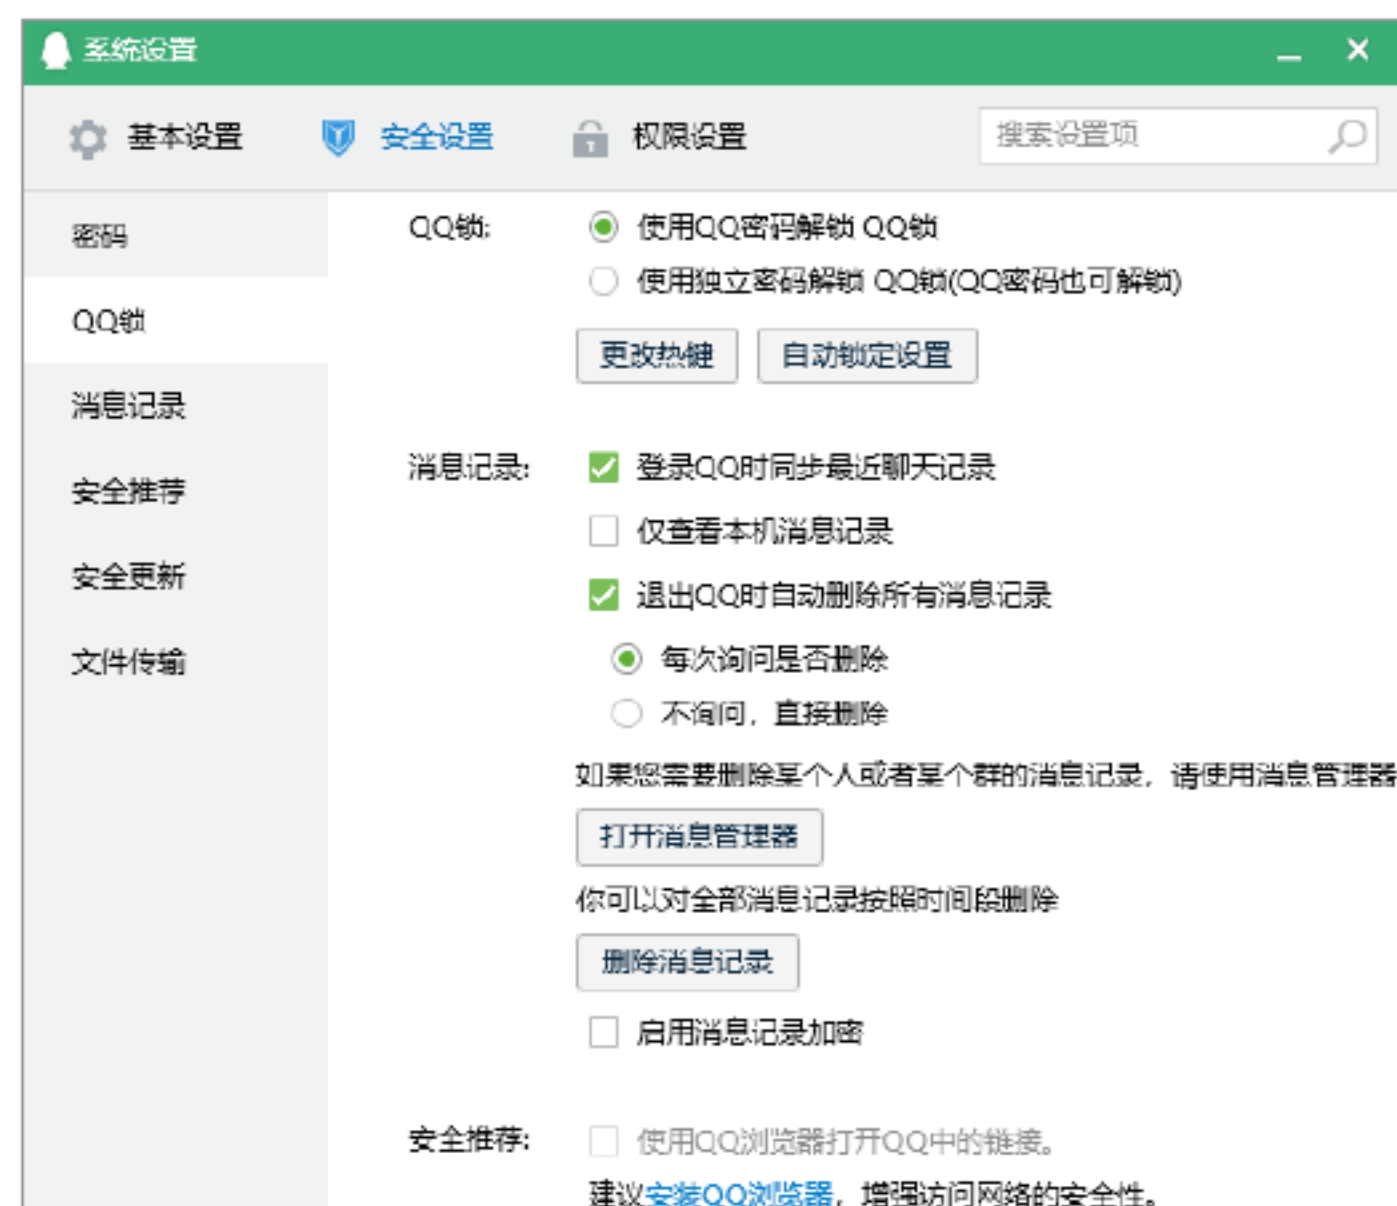 系统设置
基本设置 安全设置 权限设置 搜索设置项
密码
QQ锁
消息记录
安全推荐
安全更新
文件传输
QQ锁: 使用QQ密码解锁 QQ锁
使用独立密码解锁 QQ锁(QQ密码也可解锁)
更改热键 自动锁定设置
消息记录: 登录QQ时同步最近聊天记录
仅查看本机消息记录
退出QQ时自动删除所有消息记录
每次询问是否删除
不询问，直接删除
如果您需要删除某个人或者某个群的消息记录，请使用消息管理器
打开消息管理器
你可以对全部消息记录按照时间段删除
删除消息记录
启用消息记录加密
安全推荐: 使用QQ浏览器打开QQ中的链接。
建议安装QQ浏览器，增强访问网络的安全性。